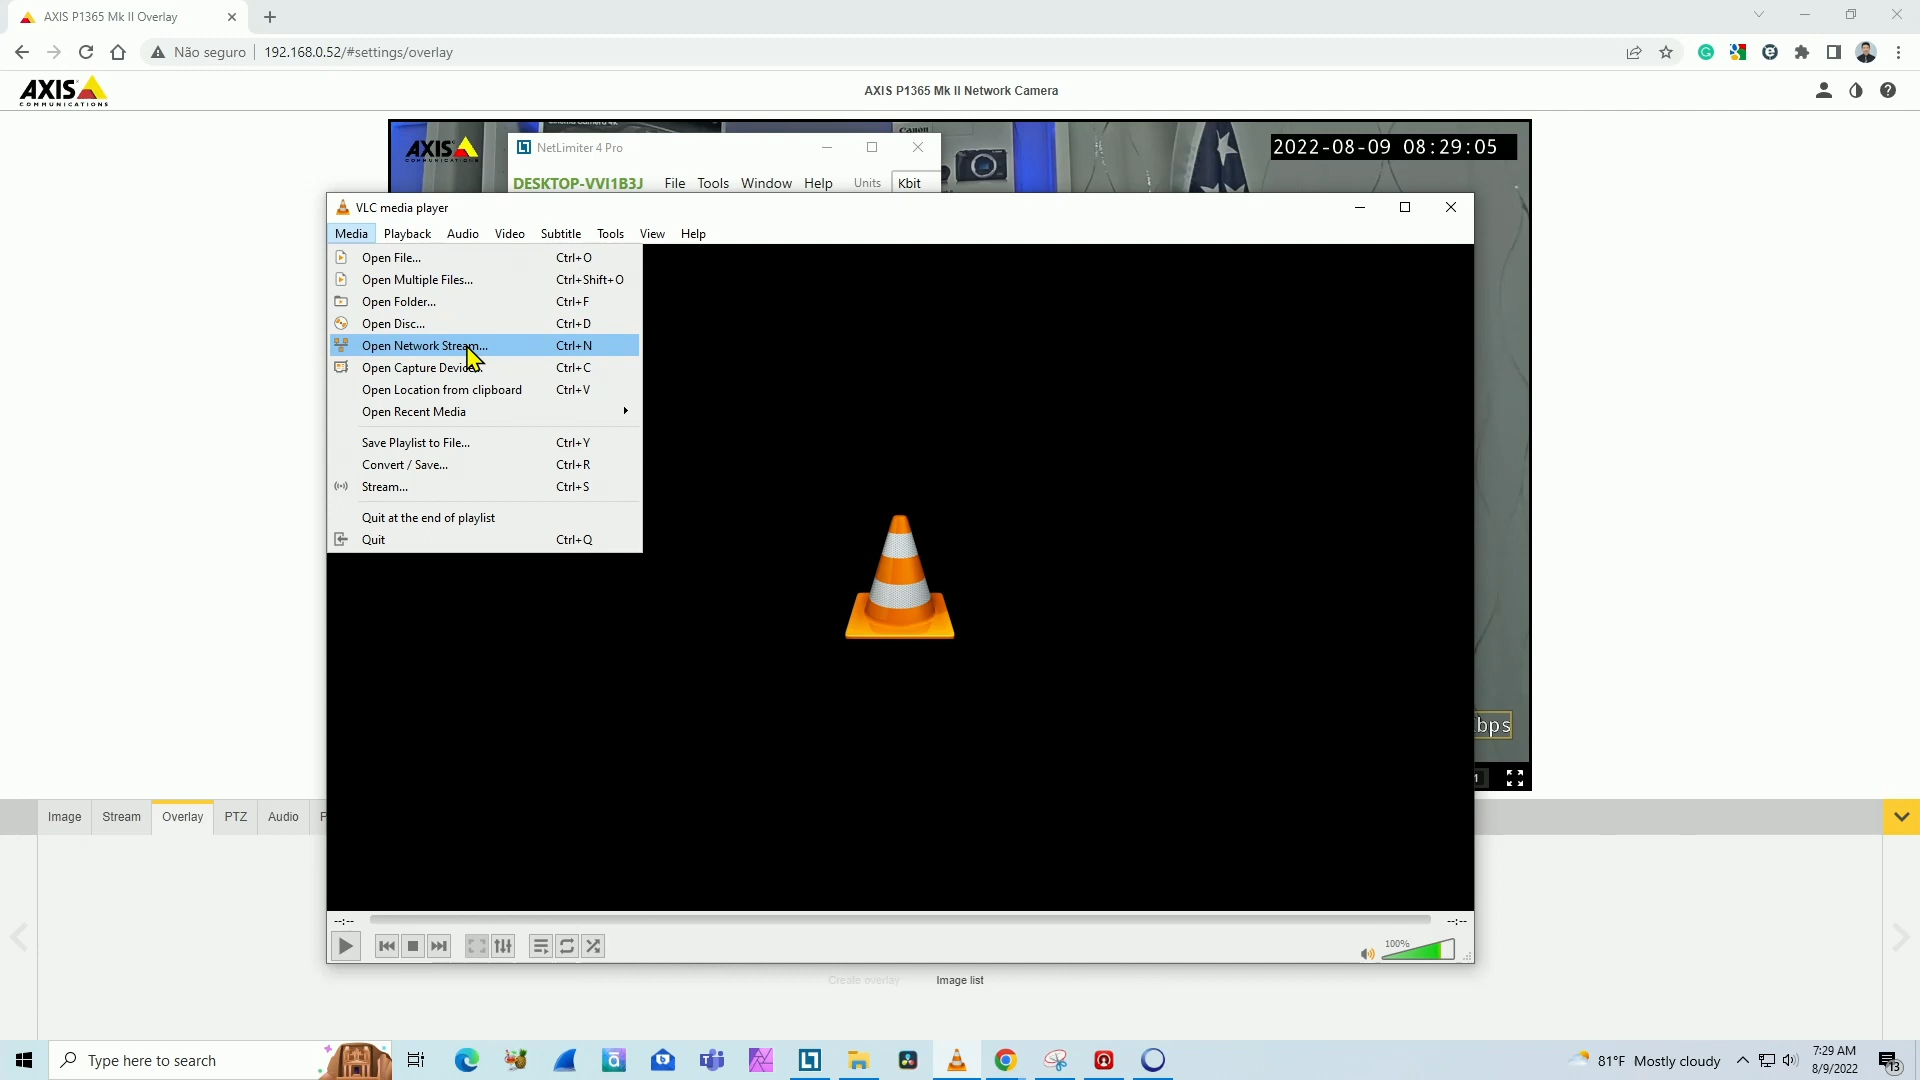 AXIS P1365 Mk II Overlay
Não seguro
192.168.0.52/#settings/overlay
AXIS
COMMUNICATIONS
AXIS P1365 Mk II Network Camera
AXIS
COMMUNICATIONS
Canon
2022-08-09 08:29:05
NetLimiter 4 Pro
DESKTOP-VVI1B3J File Tools Window Help Units Kbit
VLC media player
Media Playback Audio Video Subtitle Tools View Help
Open File... Ctrl+O
Open Multiple Files... Ctrl+Shift+O
Open Folder... Ctrl+F
Open Disc... Ctrl+D
Open Network Stream... Ctrl+N
Open Capture Device... Ctrl+C
Open Location from clipboard Ctrl+V
Open Recent Media
Save Playlist to File... Ctrl+Y
Convert / Save... Ctrl+R
Stream... Ctrl+S
Quit at the end of playlist
Quit Ctrl+Q
bps
1
Image Stream Overlay PTZ Audio
--:-- --:--
100%
Create overlay Image list
Type here to search
81°F Mostly cloudy
7:29 AM
8/9/2022
13